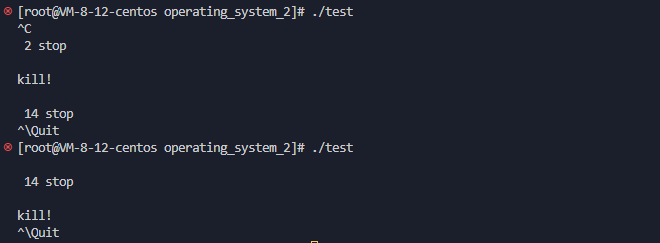 [root@VM-8-12-centos operating_system_2]# ./test
^C
2 stop
kill!
14 stop
^\Quit
[root@VM-8-12-centos operating_system_2]# ./test
14 stop
kill!
^\Quit